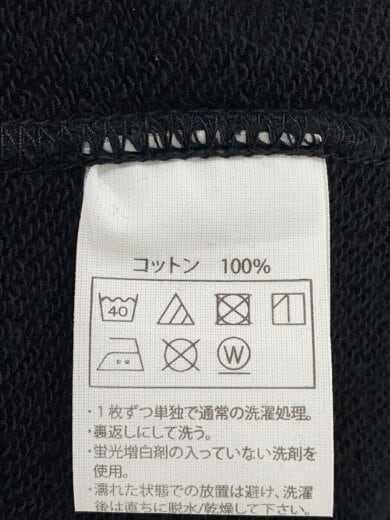 コットン 100%
40
W
・1枚ずつ単独で通常の洗濯処理。
・裏返しにして洗う。
・蛍光増白剤の入っていない洗剤を
使用。
・濡れた状態での放置は避け、洗濯
後は直ちに脱水/乾燥して下さい。